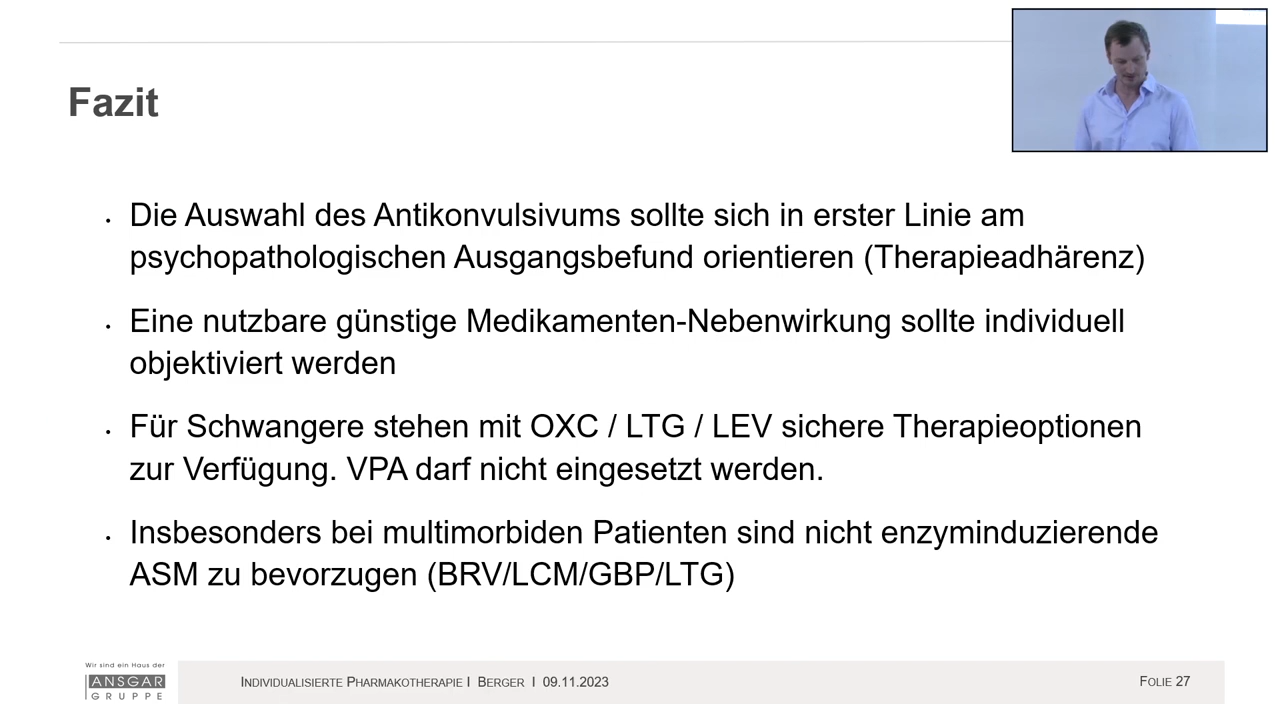 Fazit
Die Auswahl des Antikonvulsivums sollte sich in erster Linie am
psychopathologischen Ausgangsbefund orientieren (Therapieadhärenz)
Eine nutzbare günstige Medikamenten-Nebenwirkung sollte individuell
objektiviert werden
Für Schwangere stehen mit OXC / LTG / LEV sichere Therapieoptionen
zur Verfügung. VPA darf nicht eingesetzt werden.
Insbesonders bei multimorbiden Patienten sind nicht enzyminduzierende
ASM zu bevorzugen (BRV/LCM/GBP/LTG)
Wir sind ein Haus der
ANSGAR
GRUPPE
INDIVIDUALISIERTE PHARMAKOTHERAPIE I BERGER I 09.11.2023
FOLIE 27